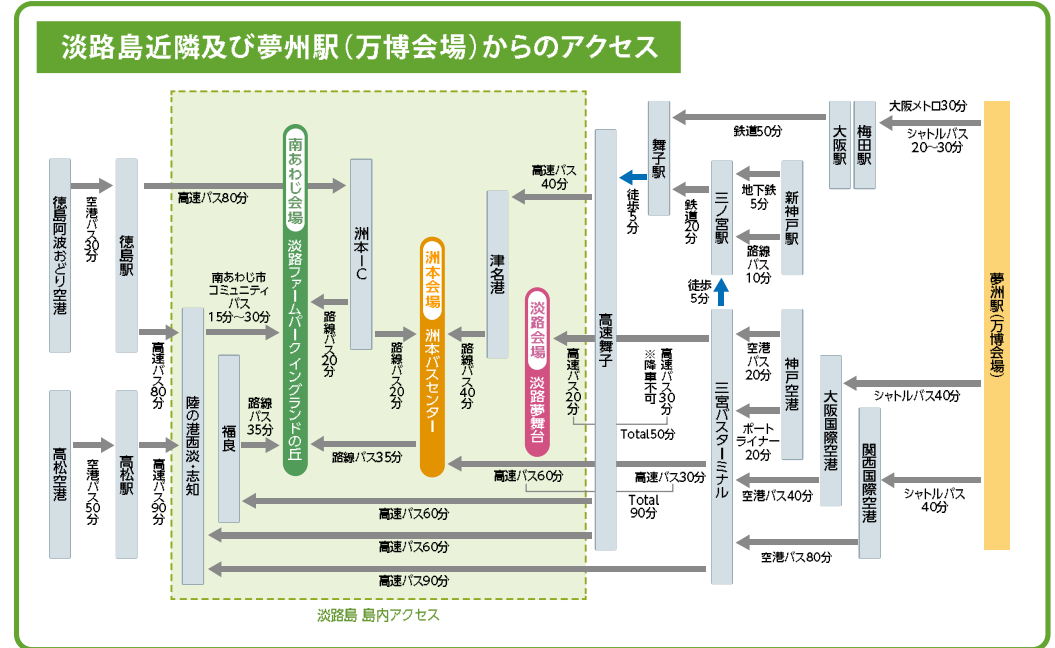 淡路島近隣及び夢州駅(万博会場)からのアクセス
徳島阿波おどり空港
空港バス30分
徳島駅
高速バス80分
高速バス80分
高松空港
空港バス50分
高松駅
高速バス90分
陸の港西淡・志知
南あわじ市
コミュニティ
バス
15分～30分
福良
路線
バス
35分
南あわじ会場
淡路ファームパーク イングランドの丘
洲本IC
路線バス20分
路線バス20分
路線バス35分
洲本会場
洲本バスセンター
路線バス40分
津名港
高速バス
40分
淡路会場
淡路夢舞台
高速バス20分
高速バス30分
※降車不可
Total50分
高速舞子
徒歩5分
舞子駅
鉄道50分
鉄道20分
三ノ宮駅
地下鉄
5分
路線
バス
10分
新神戸駅
大阪駅
梅田駅
大阪メトロ30分
シャトルバス
20～30分
徒歩
5分
三宮バスターミナル
空港
バス
20分
ポート
ライナー
20分
神戸空港
大阪国際空港
シャトルバス40分
空港バス40分
関西国際空港
シャトルバス
40分
空港バス80分
夢洲駅(万博会場)
高速バス60分
高速バス30分
Total
90分
高速バス60分
高速バス60分
高速バス90分
淡路島 島内アクセス